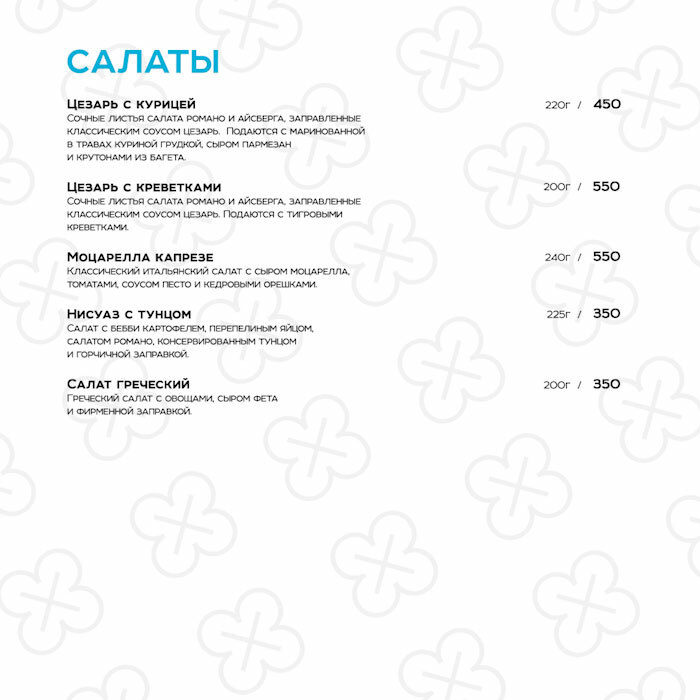 САЛАТЫ
Цезарь с курицей 220г / 450
Сочные листья салата романо и айсберга, заправленные
классическим соусом цезарь. Подаются с маринованной
в травах куриной грудкой, сыром пармезан
и крутонами из багета.
Цезарь с креветками 200г / 550
Сочные листья салата романо и айсберга, заправленные
классическим соусом цезарь. Подаются с тигровыми
креветками.
Моцарелла капрезе 240г / 550
Классический итальянский салат с сыром моцарелла,
томатами, соусом песто и кедровыми орешками.
Нисуаз с тунцом 225г / 350
Салат с бебби картофелем, перепелиным яйцом,
салатом романо, консервированным тунцом
и горчичной заправкой.
Салат греческий 200г / 350
Греческий салат с овощами, сыром фета
и фирменной заправкой.